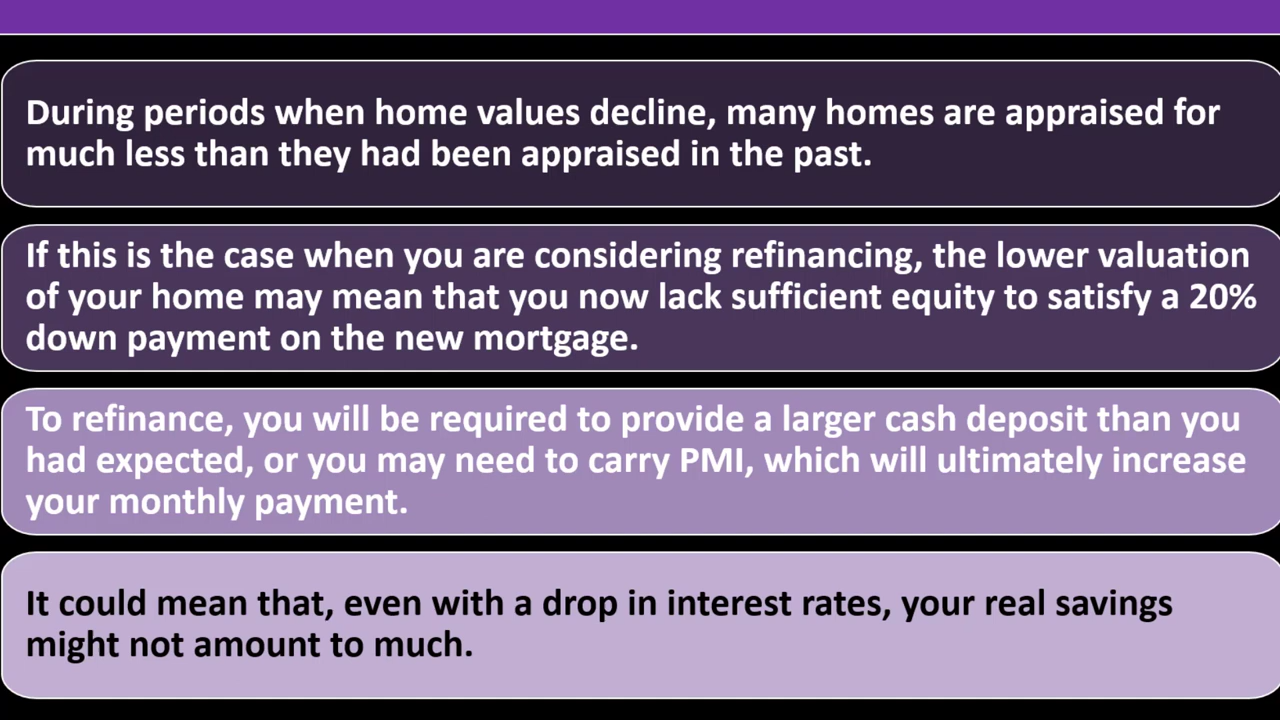 During periods when home values decline, many homes are appraised for
much less than they had been appraised in the past.
If this is the case when you are considering refinancing, the lower valuation
of your home may mean that you now lack sufficient equity to satisfy a 20%
down payment on the new mortgage.
To refinance, you will be required to provide a larger cash deposit than you
had expected, or you may need to carry PMI, which will ultimately increase
your monthly payment.
It could mean that, even with a drop in interest rates, your real savings
might not amount to much.